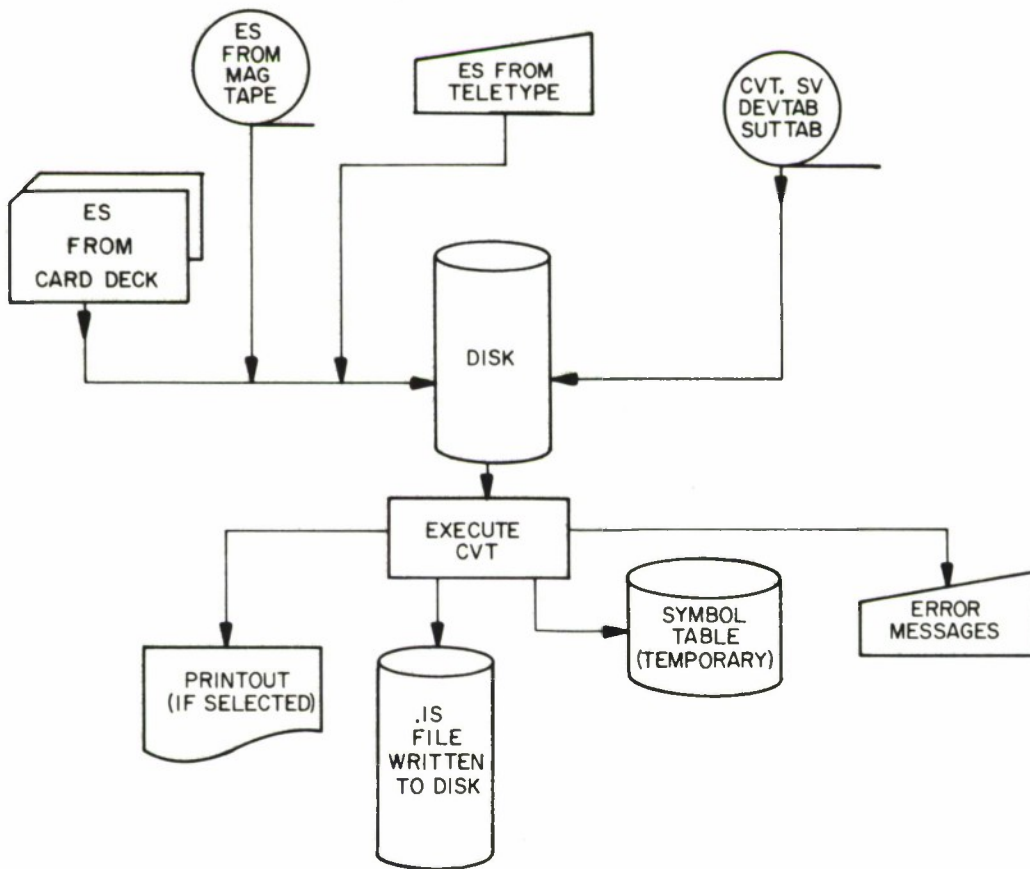 ES
FROM
MAG
TAPE
ES FROM
TELETYPE
CVT. SV
DEVTAB
SUTTAB
ES
FROM
CARD DECK
DISK
EXECUTE
CVT
SYMBOL
TABLE
(TEMPORARY)
ERROR
MESSAGES
PRINTOUT
(IF SELECTED)
.IS
FILE
WRITTEN
TO DISK